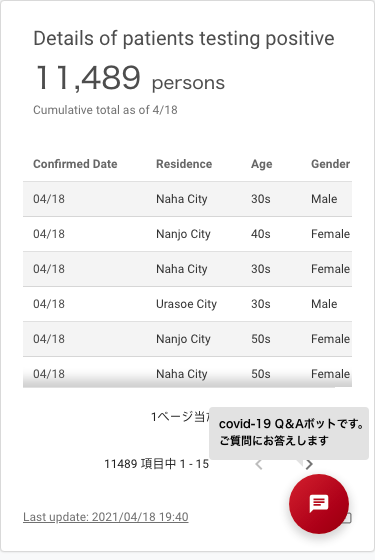 Details of patients testing positive
11,489 persons
Cumulative total as of 4/18
Confirmed Date Residence Age Gender
04/18 Naha City 30s Male
04/18 Nanjo City 40s Female
04/18 Naha City 30s Female
04/18 Urasoe City 30s Male
04/18 Nanjo City 50s Female
04/18 Naha City 50s Female
1ページ当
covid-19 Q&Aボットです。
ご質問にお答えします
11489 項目中 1 - 15
Last update: 2021/04/18 19:40